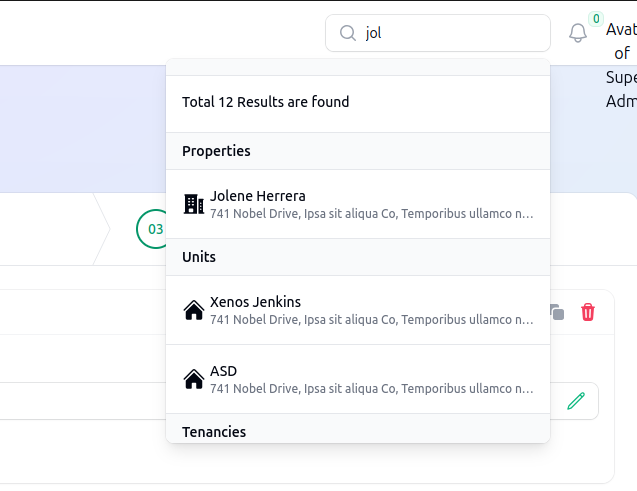 jol
0
Avat
of
Supe
Adm
Total 12 Results are found
Properties
Jolene Herrera
741 Nobel Drive, Ipsa sit aliqua Co, Temporibus ullamco n...
03
Units
Xenos Jenkins
741 Nobel Drive, Ipsa sit aliqua Co, Temporibus ullamco n...
ASD
741 Nobel Drive, Ipsa sit aliqua Co, Temporibus ullamco n...
Tenancies